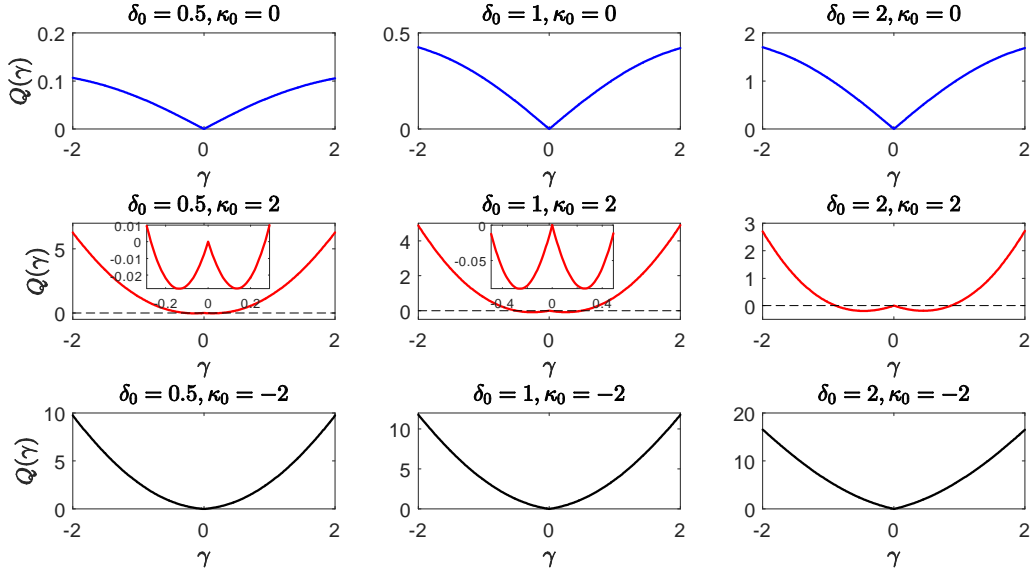 δ₀ = 0.5, κ₀ = 0
δ₀ = 1, κ₀ = 0
δ₀ = 2, κ₀ = 0
Q(γ)
0.2
0.1
0
-2 0 2
γ
0.5
0
-2 0 2
γ
2
1
0
-2 0 2
γ
δ₀ = 0.5, κ₀ = 2
δ₀ = 1, κ₀ = 2
δ₀ = 2, κ₀ = 2
Q(γ)
5
0
0.01
0
-0.01
-0.02
-0.2 0 0.2
-2 0 2
γ
4
2
0
0
-0.05
-0.4 0 0.4
-2 0 2
γ
3
2
1
0
-2 0 2
γ
δ₀ = 0.5, κ₀ = −2
δ₀ = 1, κ₀ = −2
δ₀ = 2, κ₀ = −2
Q(γ)
10
5
0
-2 0 2
γ
10
5
0
-2 0 2
γ
20
10
0
-2 0 2
γ